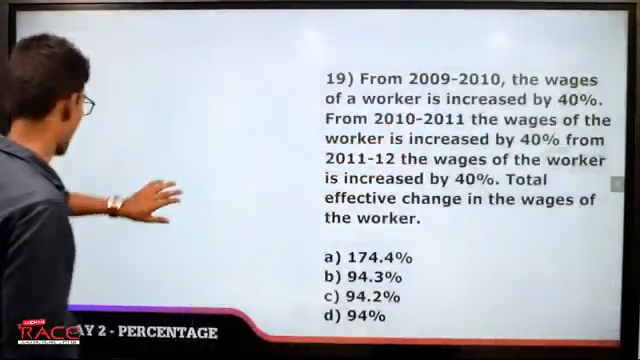 19) From 2009-2010, the wages
of a worker is increased by 40%.
From 2010-2011 the wages of the
worker is increased by 40% from
2011-12 the wages of the worker
is increased by 40%. Total
effective change in the wages of
the worker.
a) 174.4%
b) 94.3%
c) 94.2%
d) 94%
RACE
AY 2 - PERCENTAGE